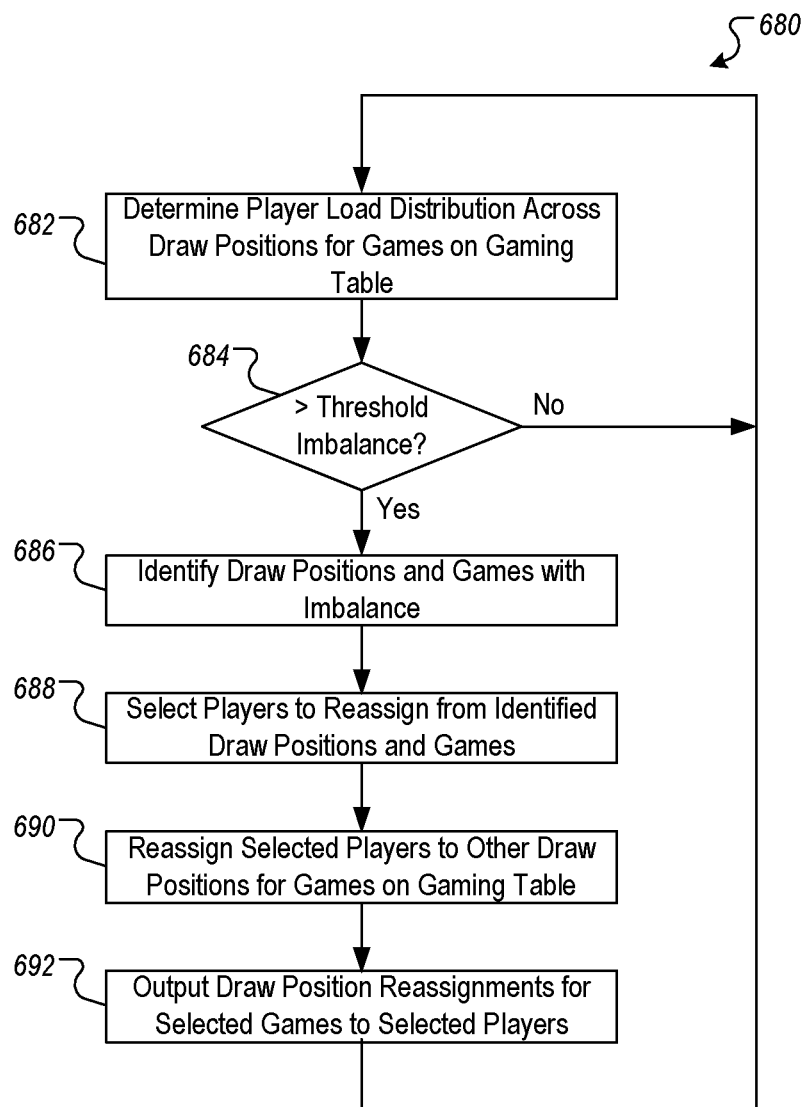 680
682
Determine Player Load Distribution Across
Draw Positions for Games on Gaming
Table
684
> Threshold
Imbalance?
No
Yes
686
Identify Draw Positions and Games with
Imbalance
688
Select Players to Reassign from Identified
Draw Positions and Games
690
Reassign Selected Players to Other Draw
Positions for Games on Gaming Table
692
Output Draw Position Reassignments for
Selected Games to Selected Players